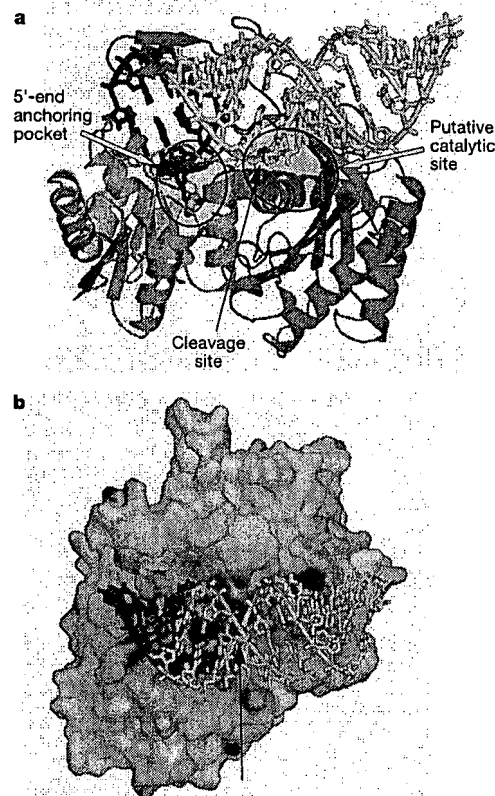 a
5'-end
anchoring
pocket
Putative
catalytic
site
Cleavage
site
b